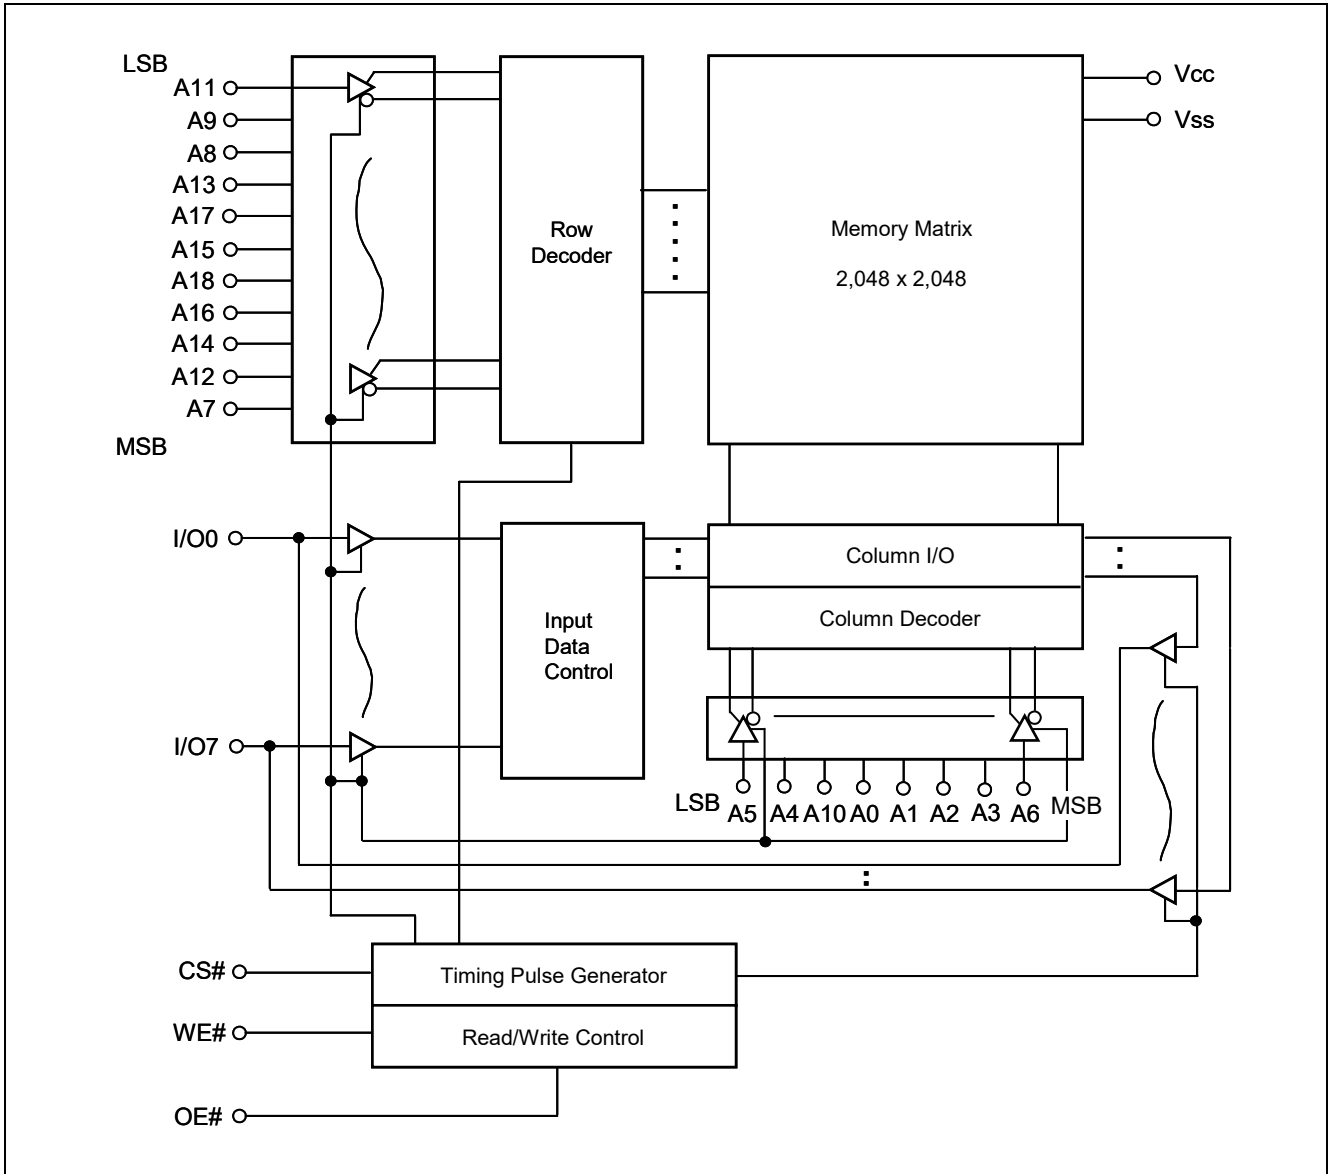 LSB
A11
A9
A8
A13
A17
A15
A18
A16
A14
A12
A7
MSB
Row
Decoder
Memory Matrix
2,048 x 2,048
Vcc
Vss
I/O0
I/O7
Input
Data
Control
Column I/O
Column Decoder
LSB A5 A4 A10 A0 A1 A2 A3 A6 MSB
CS#
WE#
OE#
Timing Pulse Generator
Read/Write Control